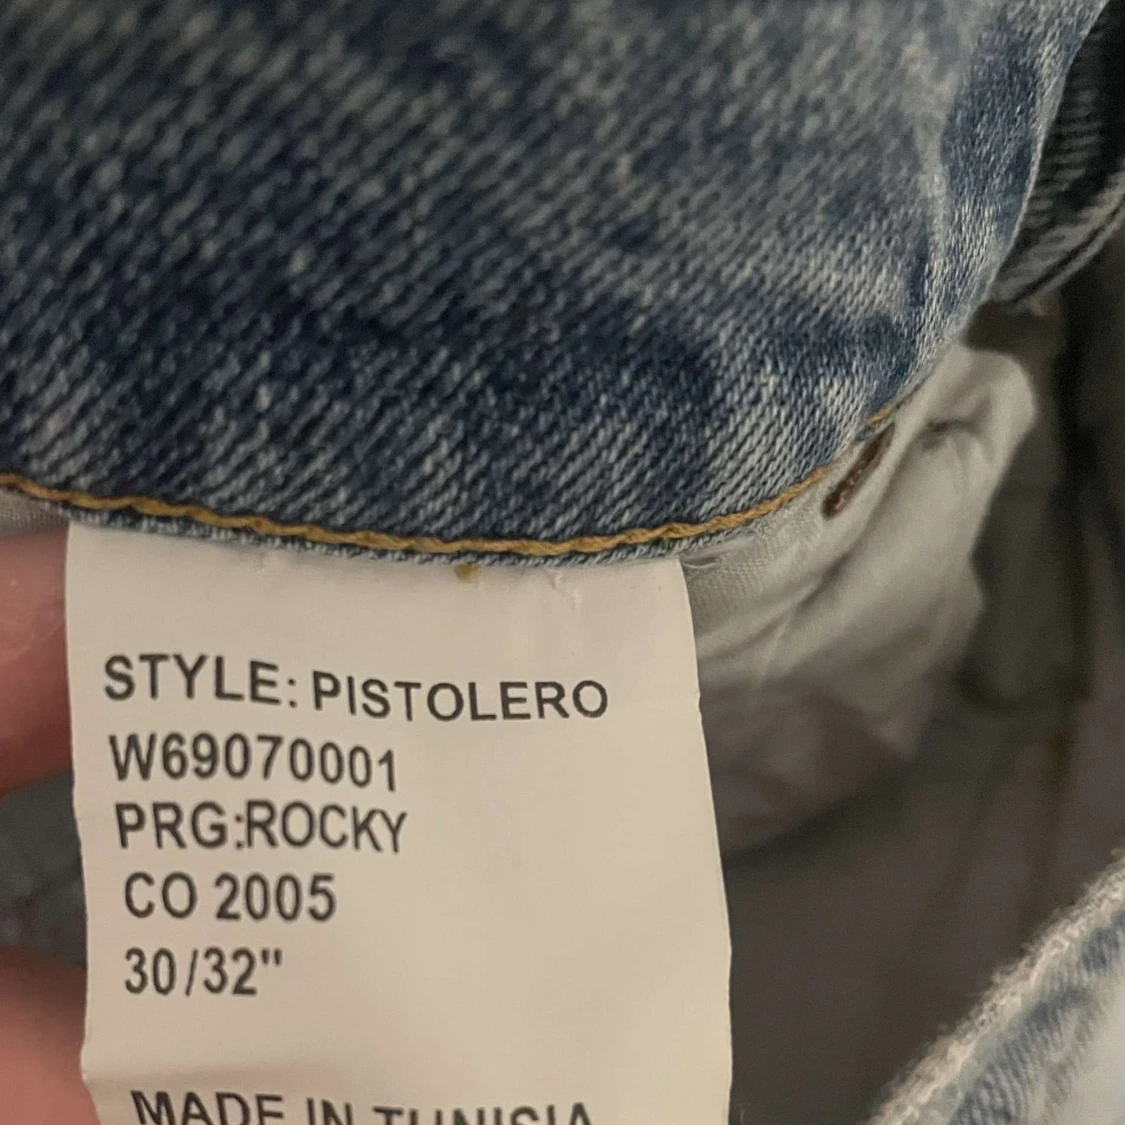 STYLE: PISTOLERO
W69070001
PRG:ROCKY
CO 2005
30/32"
MADE IN TUNISIA